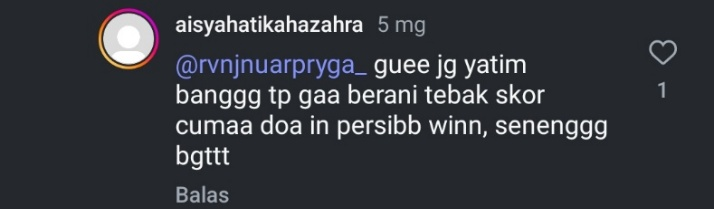 aisyahatikahazahra 5 mg
@rvnjnuarpryga_ guee jg yatim
banggg tp gaa berani tebak skor
cumaa doa in persibb winn, senenggg
bgttt
1
Balas